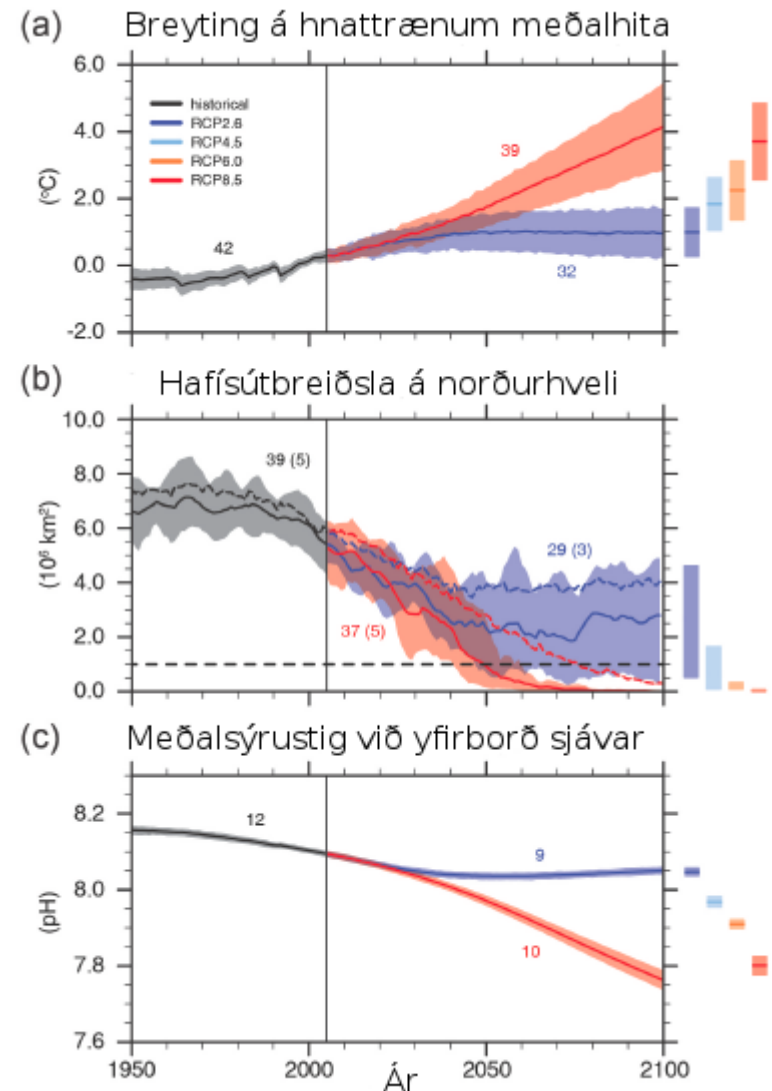 (a) Breyting á hnattrænum meðalhita
6.0
4.0
2.0
0.0
-2.0
(°C)
historical
RCP2.6
RCP4.5
RCP6.0
RCP8.5
42
39
32
(b) Hafísútbreiðsla á norðurhveli
10.0
8.0
6.0
4.0
2.0
0.0
(10⁶ km²)
39 (5)
29 (3)
37 (5)
(c) Meðalsýrustig við yfirborð sjávar
8.2
8.0
7.8
7.6
(pH)
12
9
10
1950 2000 2050 2100
Ár